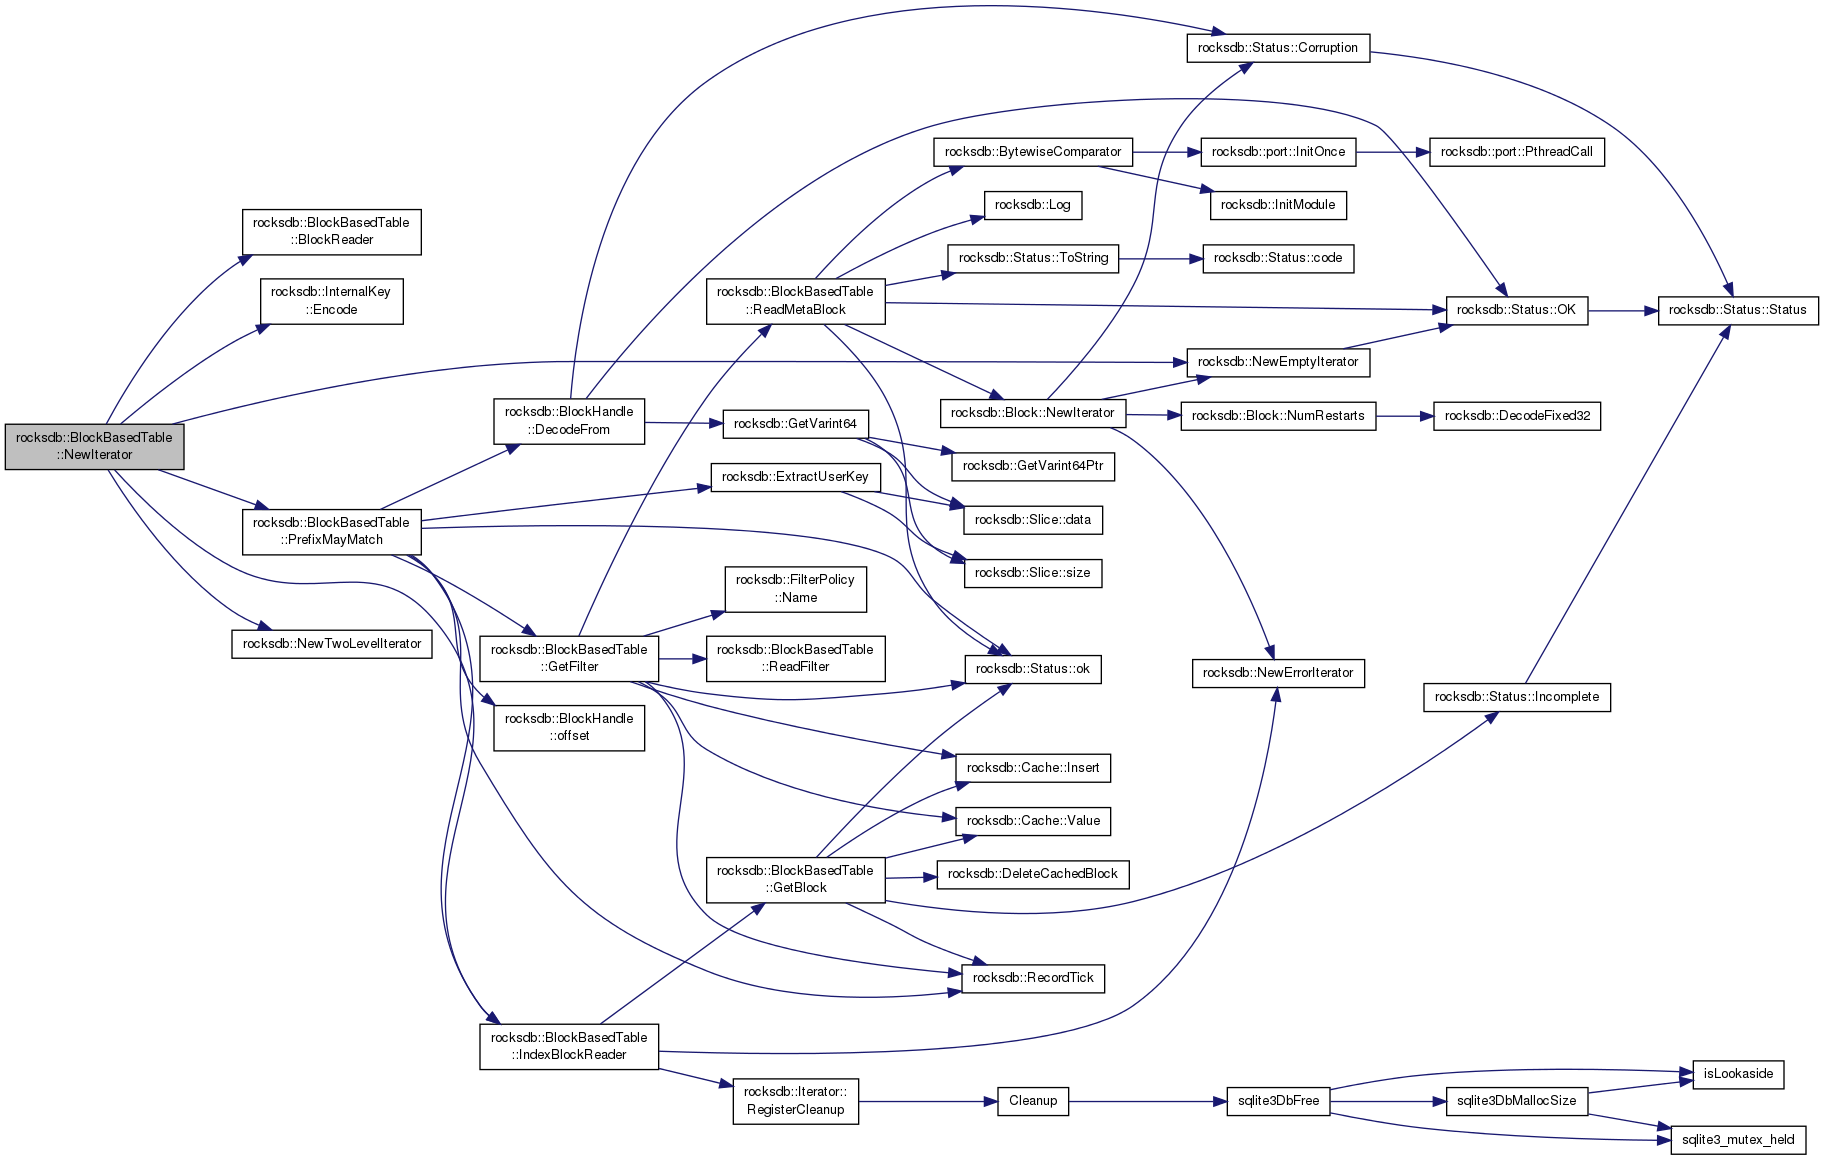 rocksdb::BlockBasedTable
::NewIterator
rocksdb::BlockBasedTable
::BlockReader
rocksdb::InternalKey
::Encode
rocksdb::BlockBasedTable
::PrefixMayMatch
rocksdb::NewTwoLevelIterator
rocksdb::BlockHandle
::DecodeFrom
rocksdb::BlockBasedTable
::GetFilter
rocksdb::BlockHandle
::offset
rocksdb::BlockBasedTable
::IndexBlockReader
rocksdb::BlockBasedTable
::ReadMetaBlock
rocksdb::GetVarint64
rocksdb::ExtractUserKey
rocksdb::FilterPolicy
::Name
rocksdb::BlockBasedTable
::ReadFilter
rocksdb::BlockBasedTable
::GetBlock
rocksdb::Iterator::
RegisterCleanup
rocksdb::BytewiseComparator
rocksdb::Log
rocksdb::Status::ToString
rocksdb::Block::NewIterator
rocksdb::GetVarint64Ptr
rocksdb::Slice::data
rocksdb::Slice::size
rocksdb::Status::ok
rocksdb::Cache::Insert
rocksdb::Cache::Value
rocksdb::DeleteCachedBlock
rocksdb::RecordTick
Cleanup
rocksdb::Status::Corruption
rocksdb::port::InitOnce
rocksdb::InitModule
rocksdb::Status::code
rocksdb::NewEmptyIterator
rocksdb::Block::NumRestarts
rocksdb::NewErrorIterator
sqlite3DbFree
rocksdb::port::PthreadCall
rocksdb::Status::OK
rocksdb::DecodeFixed32
rocksdb::Status::Incomplete
sqlite3DbMallocSize
rocksdb::Status::Status
isLookaside
sqlite3_mutex_held